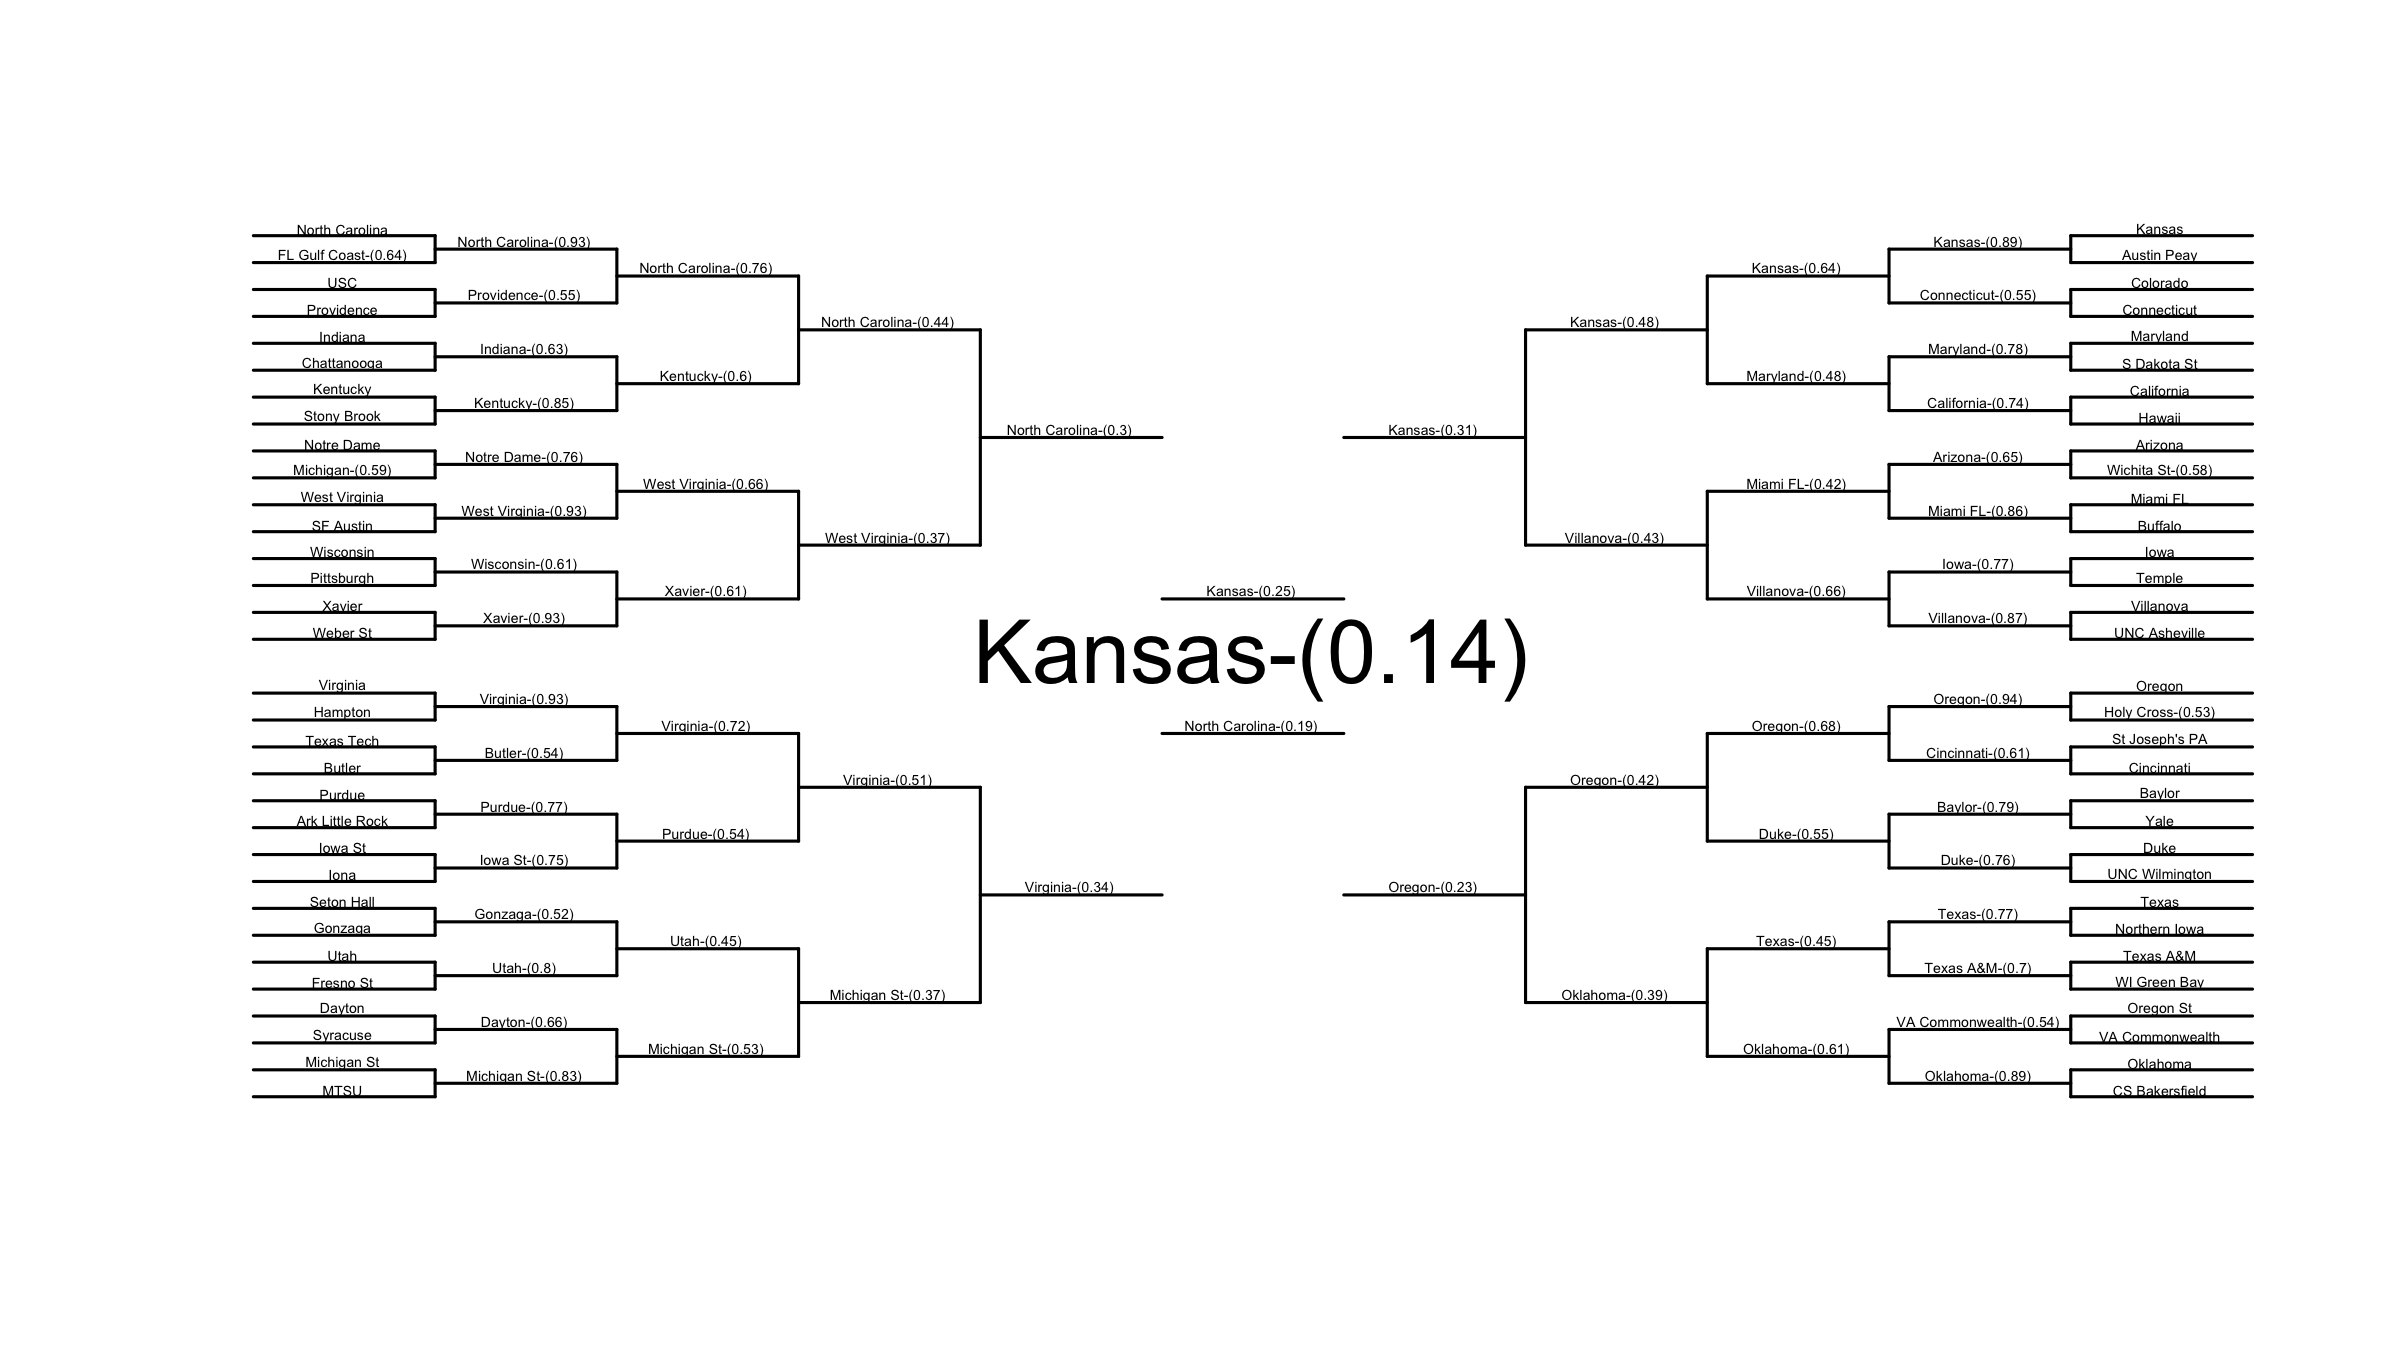 North Carolina
FL Gulf Coast-(0.64)
USC
Providence
Indiana
Chattanooga
Kentucky
Stony Brook
Notre Dame
Michigan-(0.59)
West Virginia
SF Austin
Wisconsin
Pittsburgh
Xavier
Weber St
Virginia
Hampton
Texas Tech
Butler
Purdue
Ark Little Rock
Iowa St
Iona
Seton Hall
Gonzaga
Utah
Fresno St
Dayton
Syracuse
Michigan St
MTSU
North Carolina-(0.93)
Providence-(0.55)
Indiana-(0.63)
Kentucky-(0.85)
Notre Dame-(0.76)
West Virginia-(0.93)
Wisconsin-(0.61)
Xavier-(0.93)
Virginia-(0.93)
Butler-(0.54)
Purdue-(0.77)
Iowa St-(0.75)
Gonzaga-(0.52)
Utah-(0.8)
Dayton-(0.66)
Michigan St-(0.83)
North Carolina-(0.76)
Kentucky-(0.6)
West Virginia-(0.66)
Xavier-(0.61)
Virginia-(0.72)
Purdue-(0.54)
Utah-(0.45)
Michigan St-(0.53)
North Carolina-(0.44)
West Virginia-(0.37)
Virginia-(0.51)
Michigan St-(0.37)
North Carolina-(0.3)
Virginia-(0.34)
Kansas-(0.25)
Kansas-(0.14)
North Carolina-(0.19)
Kansas-(0.31)
Oregon-(0.23)
Kansas-(0.48)
Villanova-(0.43)
Oregon-(0.42)
Oklahoma-(0.39)
Kansas-(0.64)
Maryland-(0.48)
Miami FL-(0.42)
Villanova-(0.66)
Oregon-(0.68)
Duke-(0.55)
Texas-(0.45)
Oklahoma-(0.61)
Kansas-(0.89)
Connecticut-(0.55)
Maryland-(0.78)
California-(0.74)
Arizona-(0.65)
Miami FL-(0.86)
Iowa-(0.77)
Villanova-(0.87)
Oregon-(0.94)
Cincinnati-(0.61)
Baylor-(0.79)
Duke-(0.76)
Texas-(0.77)
Texas A&M-(0.7)
VA Commonwealth-(0.54)
Oklahoma-(0.89)
Kansas
Austin Peay
Colorado
Connecticut
Maryland
S Dakota St
California
Hawaii
Arizona
Wichita St-(0.58)
Miami FL
Buffalo
Iowa
Temple
Villanova
UNC Asheville
Oregon
Holy Cross-(0.53)
St Joseph's PA
Cincinnati
Baylor
Yale
Duke
UNC Wilmington
Texas
Northern Iowa
Texas A&M
WI Green Bay
Oregon St
VA Commonwealth
Oklahoma
CS Bakersfield